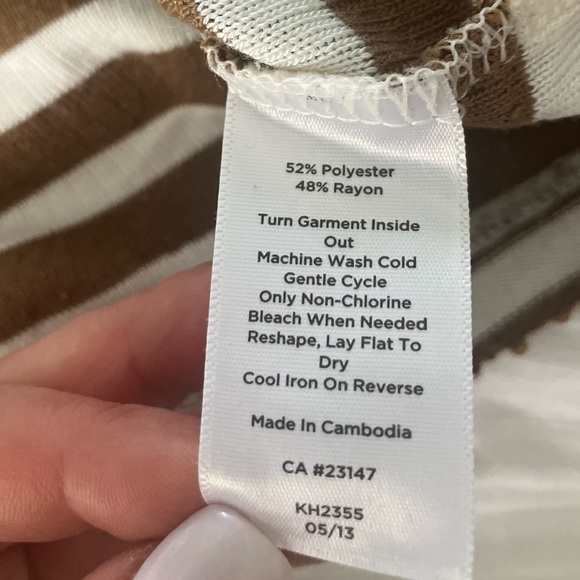 52% Polyester
48% Rayon
Turn Garment Inside
Out
Machine Wash Cold
Gentle Cycle
Only Non-Chlorine
Bleach When Needed
Reshape, Lay Flat To
Dry
Cool Iron On Reverse
Made In Cambodia
CA #23147
KH2355
05/13